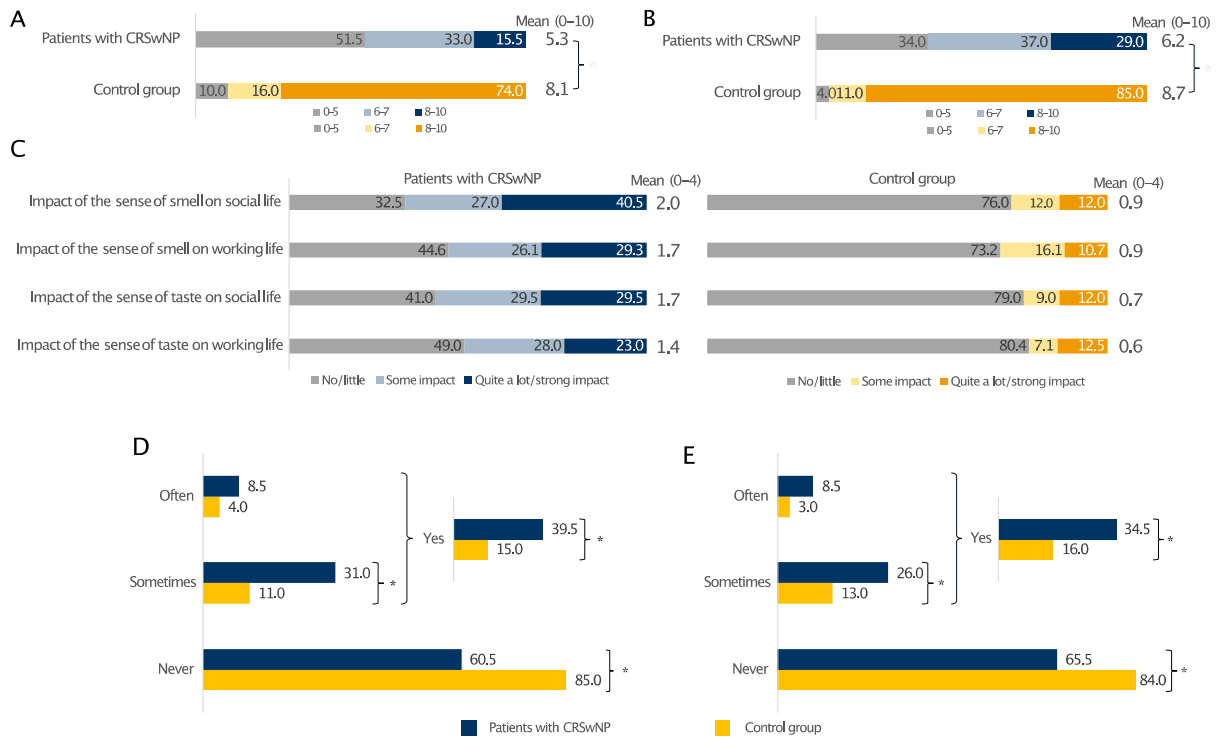 A
Mean (0–10)
Patients with CRSwNP 51.5 33.0 15.5 5.3
Control group 10.0 16.0 74.0 8.1
0–5 6–7 8–10
0–5 6–7 8–10
B
Mean (0–10)
Patients with CRSwNP 34.0 37.0 29.0 6.2
Control group 4.0 11.0 85.0 8.7
0–5 6–7 8–10
0–5 6–7 8–10
C
Patients with CRSwNP Mean (0–4) Control group Mean (0–4)
Impact of the sense of smell on social life 32.5 27.0 40.5 2.0 76.0 12.0 12.0 0.9
Impact of the sense of smell on working life 44.6 26.1 29.3 1.7 73.2 16.1 10.7 0.9
Impact of the sense of taste on social life 41.0 29.5 29.5 1.7 79.0 9.0 12.0 0.7
Impact of the sense of taste on working life 49.0 28.0 23.0 1.4 80.4 7.1 12.5 0.6
No/little Some impact Quite a lot/strong impact No/little Some impact Quite a lot/strong impact
D
Often 8.5
4.0
Yes 39.5 *
15.0
Sometimes 31.0 *
11.0
Never 60.5 *
85.0
E
Often 8.5
3.0
Yes 34.5 *
16.0
Sometimes 26.0 *
13.0
Never 65.5 *
84.0
Patients with CRSwNP Control group